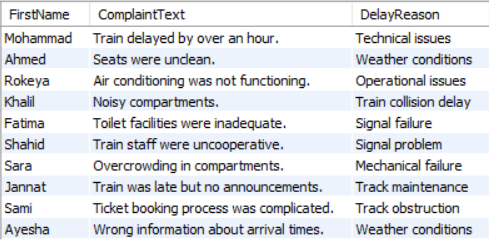 FirstName ComplaintText DelayReason
Mohammad Train delayed by over an hour. Technical issues
Ahmed Seats were unclean. Weather conditions
Rokeya Air conditioning was not functioning. Operational issues
Khalil Noisy compartments. Train collision delay
Fatima Toilet facilities were inadequate. Signal failure
Shahid Train staff were uncooperative. Signal problem
Sara Overcrowding in compartments. Mechanical failure
Jannat Train was late but no announcements. Track maintenance
Sami Ticket booking process was complicated. Track obstruction
Ayesha Wrong information about arrival times. Weather conditions